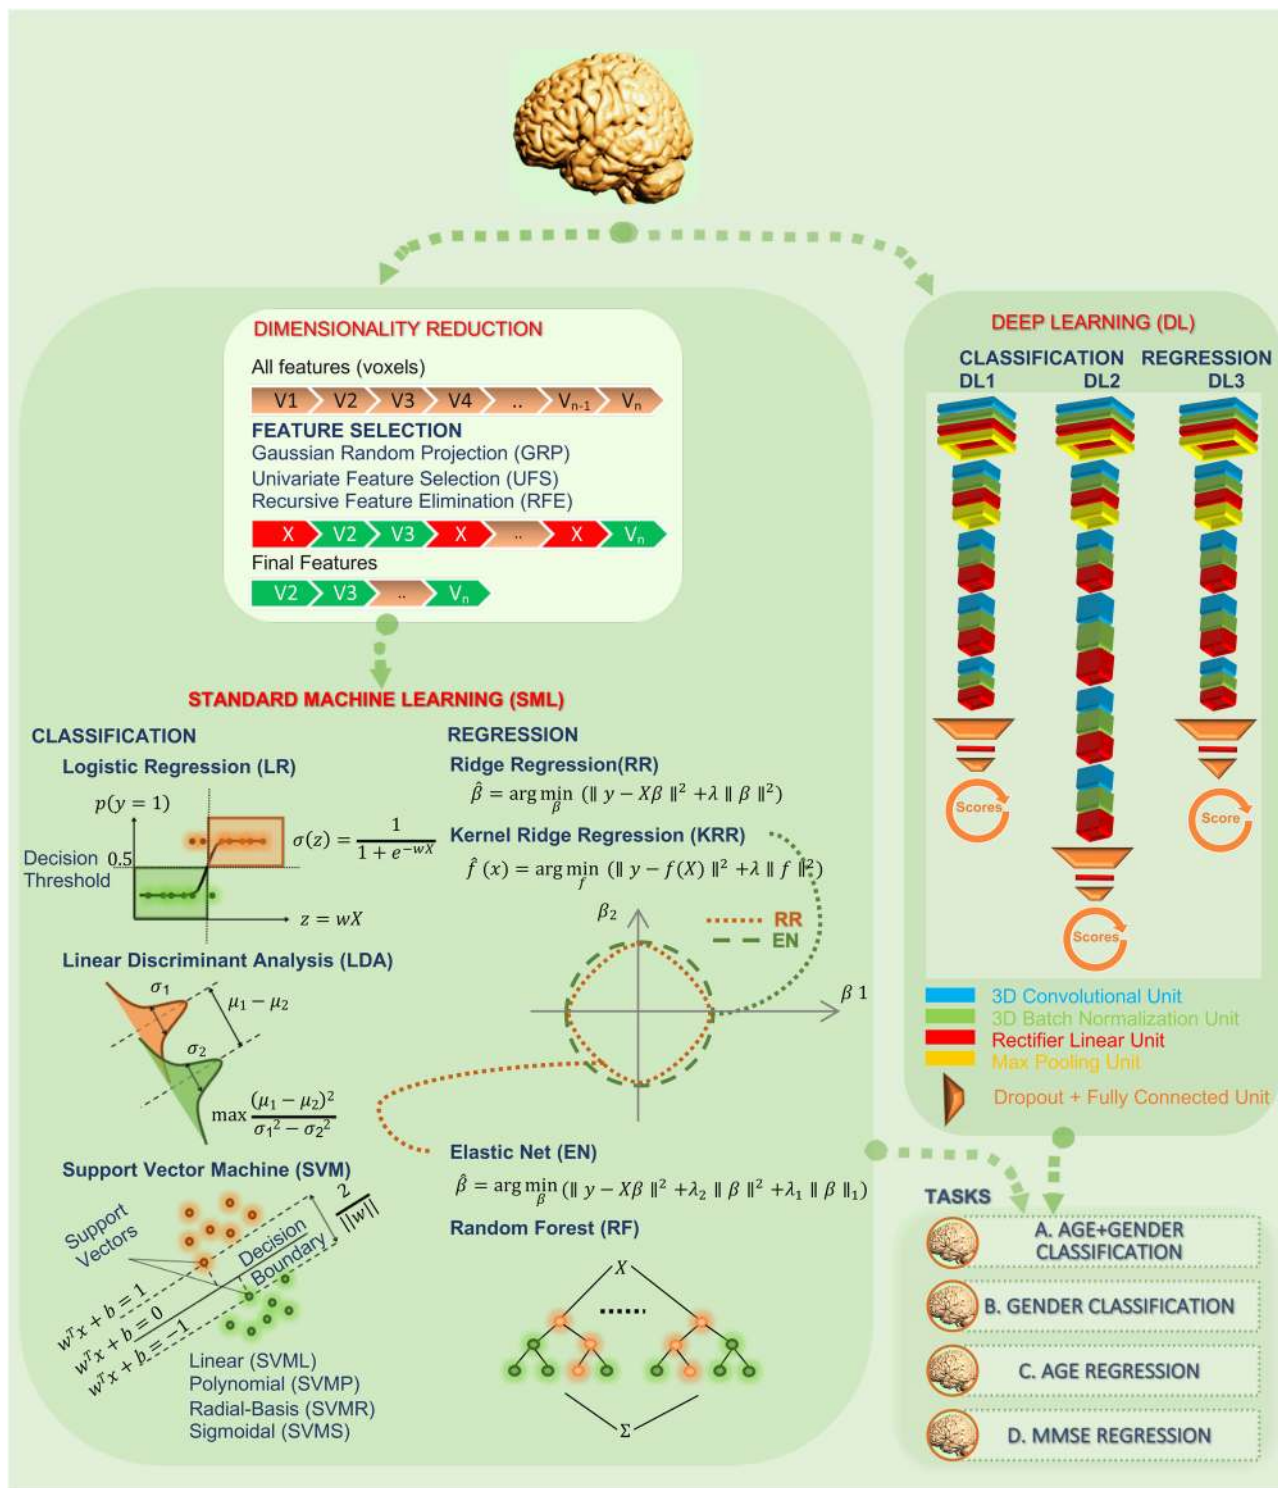 DIMENSIONALITY REDUCTION
All features (voxels)
V1 V2 V3 V4 .. Vn-1 Vn
FEATURE SELECTION
Gaussian Random Projection (GRP)
Univariate Feature Selection (UFS)
Recursive Feature Elimination (RFE)
X V2 V3 X .. X Vn
Final Features
V2 V3 .. Vn
STANDARD MACHINE LEARNING (SML)
CLASSIFICATION
Logistic Regression (LR)
p(y = 1)
Decision
Threshold
0.5
σ(z) = 1 / (1 + e^−wX)
z = wX
Linear Discriminant Analysis (LDA)
σ1
μ1 − μ2
σ2
max (μ1 − μ2)² / (σ1² − σ2²)
Support Vector Machine (SVM)
Support
Vectors
Decision
Boundary
2 / ||w||
wᵀx + b = 1
wᵀx + b = 0
wᵀx + b = −1
Linear (SVML)
Polynomial (SVMP)
Radial-Basis (SVMR)
Sigmoidal (SVMS)
REGRESSION
Ridge Regression(RR)
β̂ = arg min β (∥ y − Xβ ∥² +λ ∥ β ∥²)
Kernel Ridge Regression (KRR)
f̂ (x) = arg min f (∥ y − f(X) ∥² +λ ∥ f ∥²)
β2
RR
EN
β 1
Elastic Net (EN)
β̂ = arg min β (∥ y − Xβ ∥² +λ2 ∥ β ∥² +λ1 ∥ β ∥1)
Random Forest (RF)
X
......
Σ
DEEP LEARNING (DL)
CLASSIFICATION REGRESSION
DL1 DL2 DL3
Scores
Scores
Score
3D Convolutional Unit
3D Batch Normalization Unit
Rectifier Linear Unit
Max Pooling Unit
Dropout + Fully Connected Unit
TASKS
A. AGE+GENDER
CLASSIFICATION
B. GENDER CLASSIFICATION
C. AGE REGRESSION
D. MMSE REGRESSION